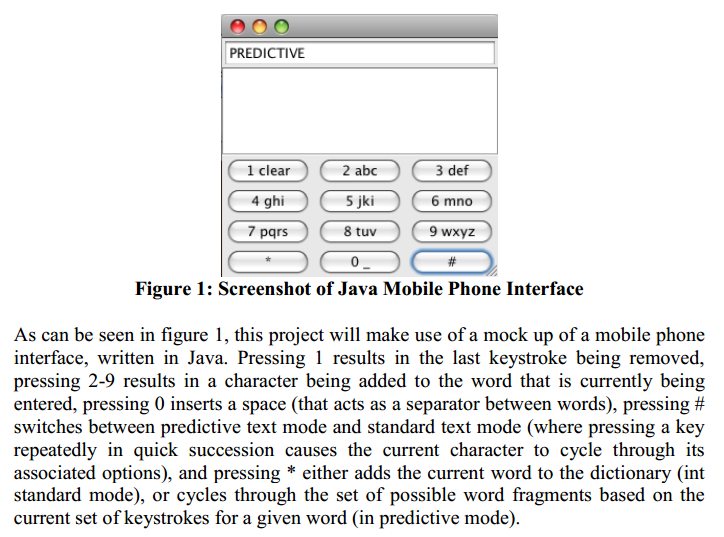 PREDICTIVE
1 clear 2 abc 3 def
4 ghi 5 jki 6 mno
7 pqrs 8 tuv 9 wxyz
* 0 _ #
Figure 1: Screenshot of Java Mobile Phone Interface
As can be seen in figure 1, this project will make use of a mock up of a mobile phone
interface, written in Java. Pressing 1 results in the last keystroke being removed,
pressing 2-9 results in a character being added to the word that is currently being
entered, pressing 0 inserts a space (that acts as a separator between words), pressing #
switches between predictive text mode and standard text mode (where pressing a key
repeatedly in quick succession causes the current character to cycle through its
associated options), and pressing * either adds the current word to the dictionary (int
standard mode), or cycles through the set of possible word fragments based on the
current set of keystrokes for a given word (in predictive mode).